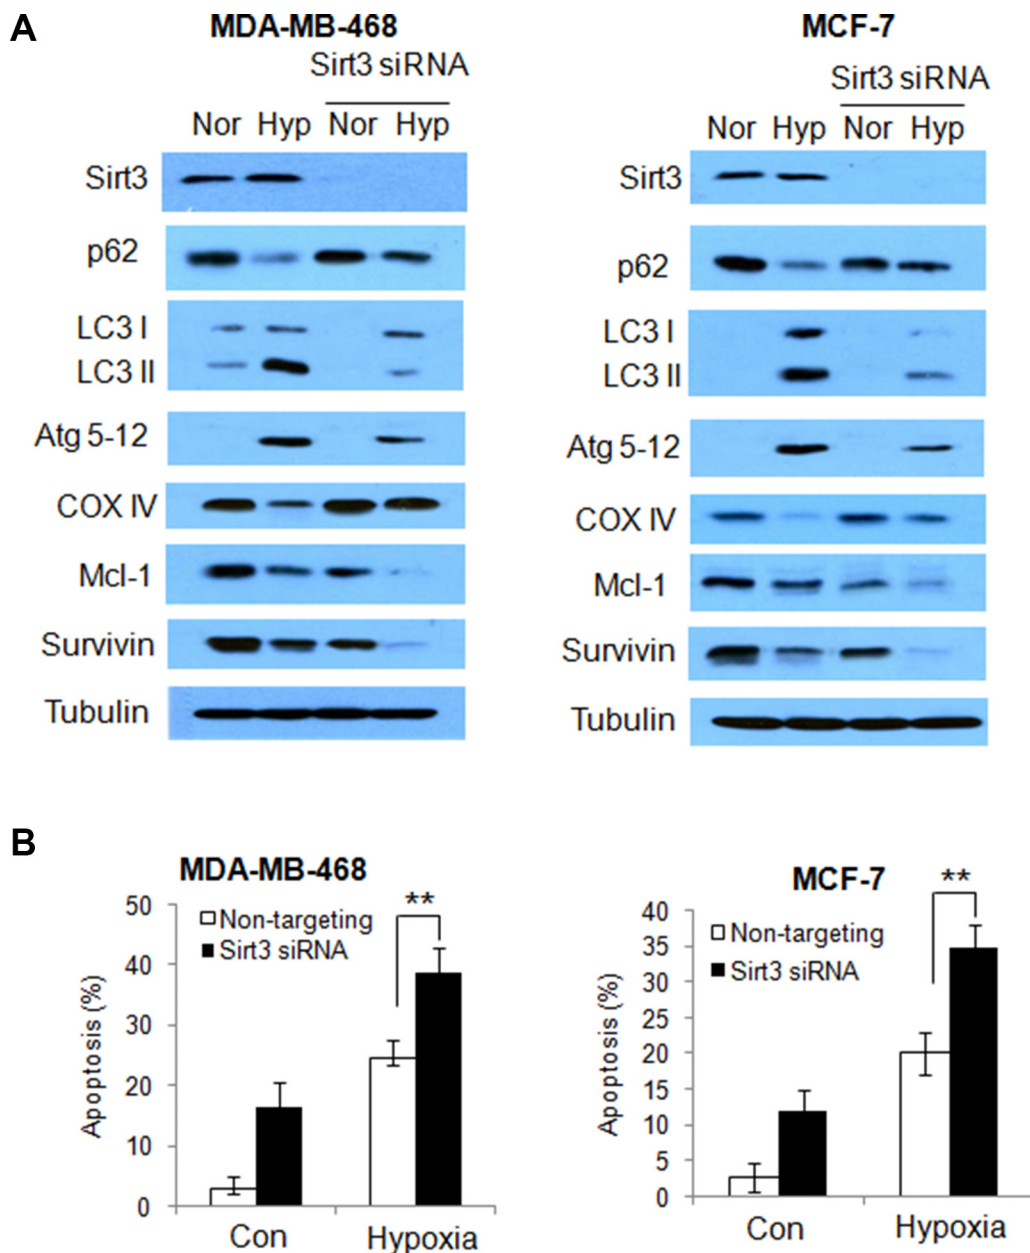 A
MDA-MB-468
Sirt3 siRNA
Nor Hyp Nor Hyp
Sirt3
p62
LC3 I
LC3 II
Atg 5-12
COX IV
Mcl-1
Survivin
Tubulin
MCF-7
Sirt3 siRNA
Nor Hyp Nor Hyp
Sirt3
p62
LC3 I
LC3 II
Atg 5-12
COX IV
Mcl-1
Survivin
Tubulin
B
MDA-MB-468
Non-targeting
Sirt3 siRNA
**
Apoptosis (%)
50
40
30
20
10
0
Con Hypoxia
MCF-7
Non-targeting
Sirt3 siRNA
**
Apoptosis (%)
40
35
30
25
20
15
10
5
0
Con Hypoxia